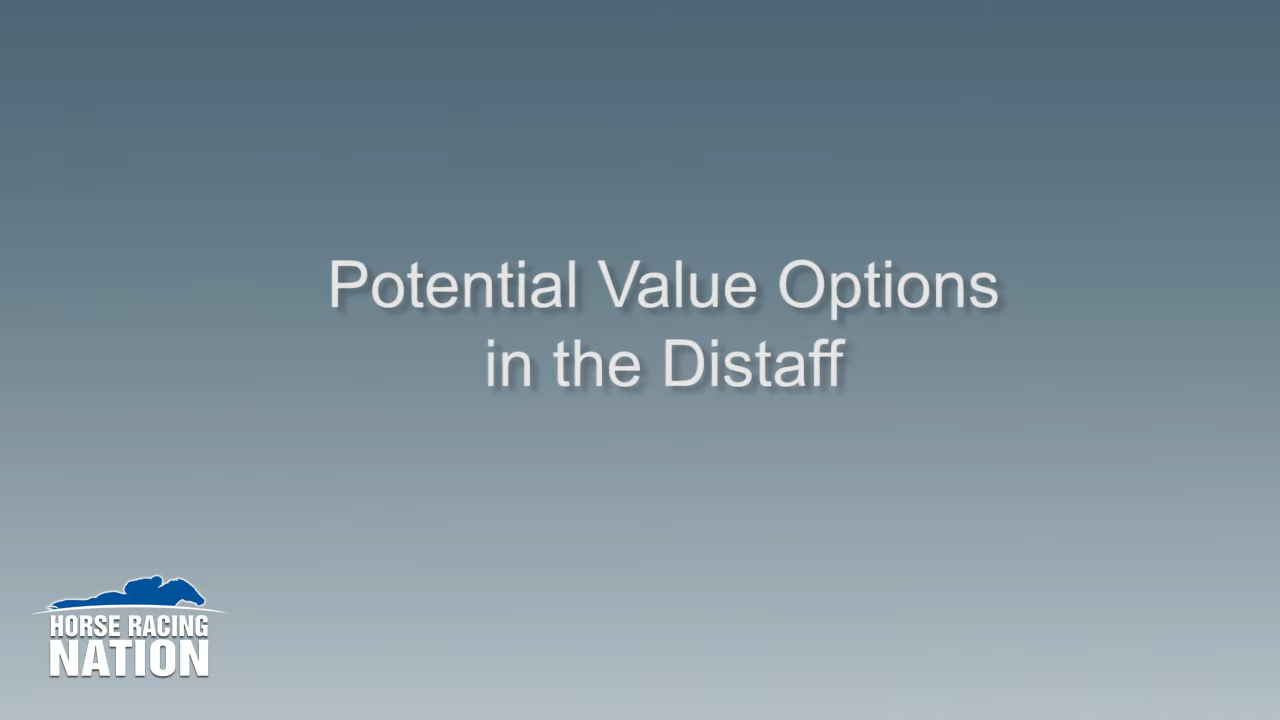 Potential Value Options
in the Distaff
HORSE RACING
NATION